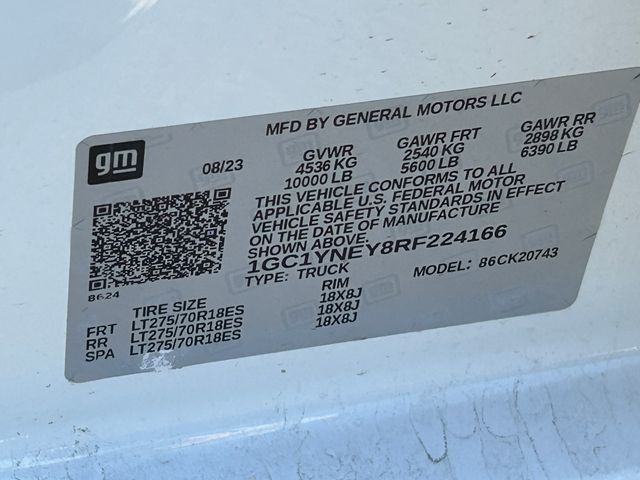 MFD BY GENERAL MOTORS LLC
gm
08/23
GVWR
4536 KG
10000 LB
GAWR FRT
2540 KG
5600 LB
GAWR RR
2898 KG
6390 LB
THIS VEHICLE CONFORMS TO ALL
APPLICABLE U.S. FEDERAL MOTOR
VEHICLE SAFETY STANDARDS IN EFFECT
ON THE DATE OF MANUFACTURE
SHOWN ABOVE.
1GC1YNEY8RF224166
TYPE: TRUCK
MODEL: 86CK20743
8624
TIRE SIZE
RIM
FRT LT275/70R18ES 18X8J
RR LT275/70R18ES 18X8J
SPA LT275/70R18ES 18X8J